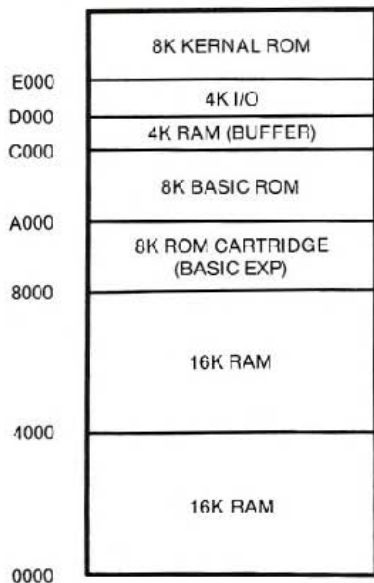 8K KERNAL ROM
E000
4K I/O
D000
4K RAM (BUFFER)
C000
8K BASIC ROM
A000
8K ROM CARTRIDGE
(BASIC EXP)
8000
16K RAM
4000
16K RAM
0000